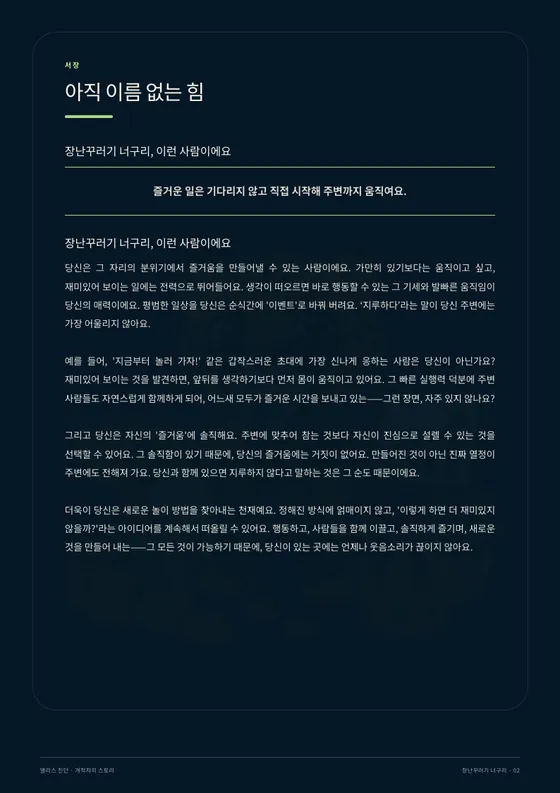 서장
아직 이름 없는 힘
장난꾸러기 너구리, 이런 사람이에요
즐거운 일은 기다리지 않고 직접 시작해 주변까지 움직여요.
장난꾸러기 너구리, 이런 사람이에요
당신은 그 자리의 분위기에서 즐거움을 만들어낼 수 있는 사람이에요. 가만히 있기보다는 움직이고 싶고,
재미있어 보이는 일에는 전력으로 뛰어들어요. 생각이 떠오르면 바로 행동할 수 있는 그 기세와 발빠른 움직임이
당신의 매력이에요. 평범한 일상을 당신은 순식간에 '이벤트'로 바꿔 버려요. '지루하다'라는 말이 당신 주변에는
가장 어울리지 않아요.
예를 들어, '지금부터 놀러 가자!' 같은 갑작스러운 초대에 가장 신나게 응하는 사람은 당신이 아닌가요?
재미있어 보이는 것을 발견하면, 앞뒤를 생각하기보다 먼저 몸이 움직이고 있어요. 그 빠른 실행력 덕분에 주변
사람들도 자연스럽게 함께하게 되어, 어느새 모두가 즐거운 시간을 보내고 있는——그런 장면, 자주 있지 않나요?
그리고 당신은 자신의 '즐거움'에 솔직해요. 주변에 맞추어 참는 것보다 자신이 진심으로 설렐 수 있는 것을
선택할 수 있어요. 그 솔직함이 있기 때문에, 당신의 즐거움에는 거짓이 없어요. 만들어진 것이 아닌 진짜 열정이
주변에도 전해져 가요. 당신과 함께 있으면 지루하지 않다고 말하는 것은 그 순도 때문이에요.
더욱이 당신은 새로운 놀이 방법을 찾아내는 천재예요. 정해진 방식에 얽매이지 않고, '이렇게 하면 더 재미있지
않을까?'라는 아이디어를 계속해서 떠올릴 수 있어요. 행동하고, 사람들을 함께 이끌고, 솔직하게 즐기며, 새로운
것을 만들어 내는——그 모든 것이 가능하기 때문에, 당신이 있는 곳에는 언제나 웃음소리가 끊이지 않아요.
앨리스 진단 · 개척자의 스토리
장난꾸러기 너구리 · 02